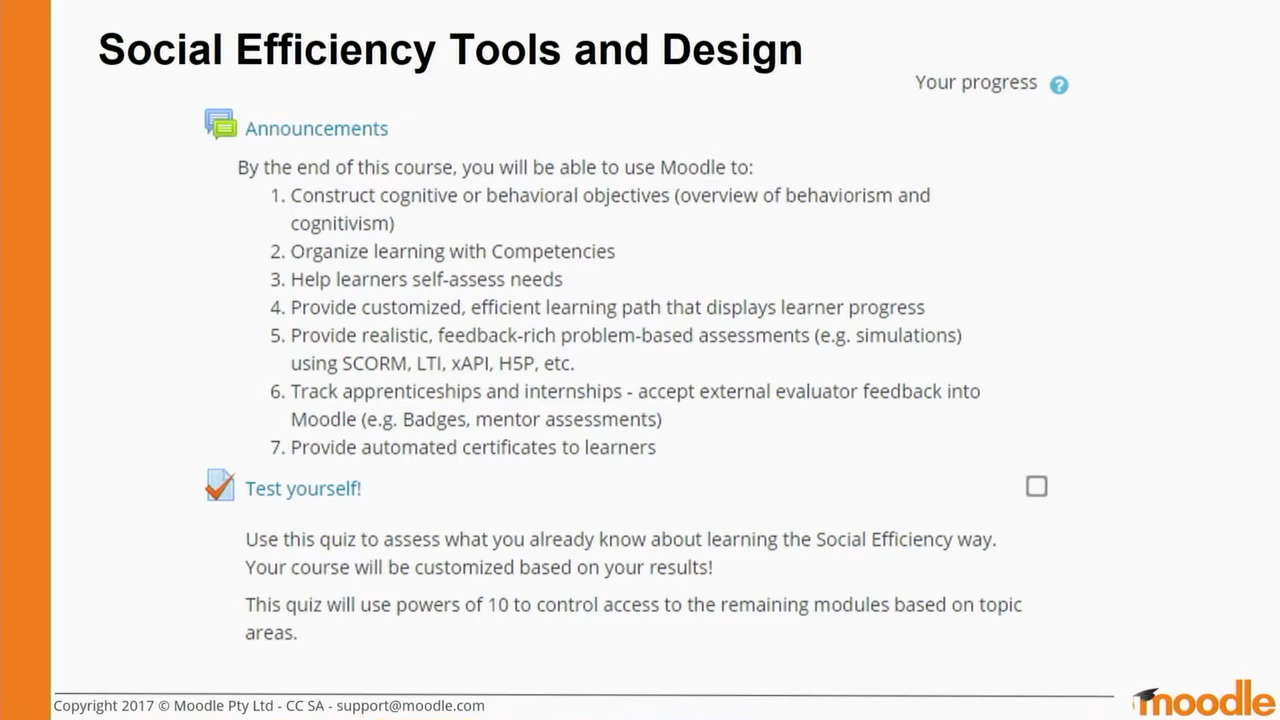 Social Efficiency Tools and Design
Your progress ?
Announcements
By the end of this course, you will be able to use Moodle to:
1. Construct cognitive or behavioral objectives (overview of behaviorism and
cognitivism)
2. Organize learning with Competencies
3. Help learners self-assess needs
4. Provide customized, efficient learning path that displays learner progress
5. Provide realistic, feedback-rich problem-based assessments (e.g. simulations)
using SCORM, LTI, xAPI, H5P, etc.
6. Track apprenticeships and internships - accept external evaluator feedback into
Moodle (e.g. Badges, mentor assessments)
7. Provide automated certificates to learners
Test yourself!
Use this quiz to assess what you already know about learning the Social Efficiency way.
Your course will be customized based on your results!
This quiz will use powers of 10 to control access to the remaining modules based on topic
areas.
Copyright 2017 © Moodle Pty Ltd - CC SA - support@moodle.com
moodle